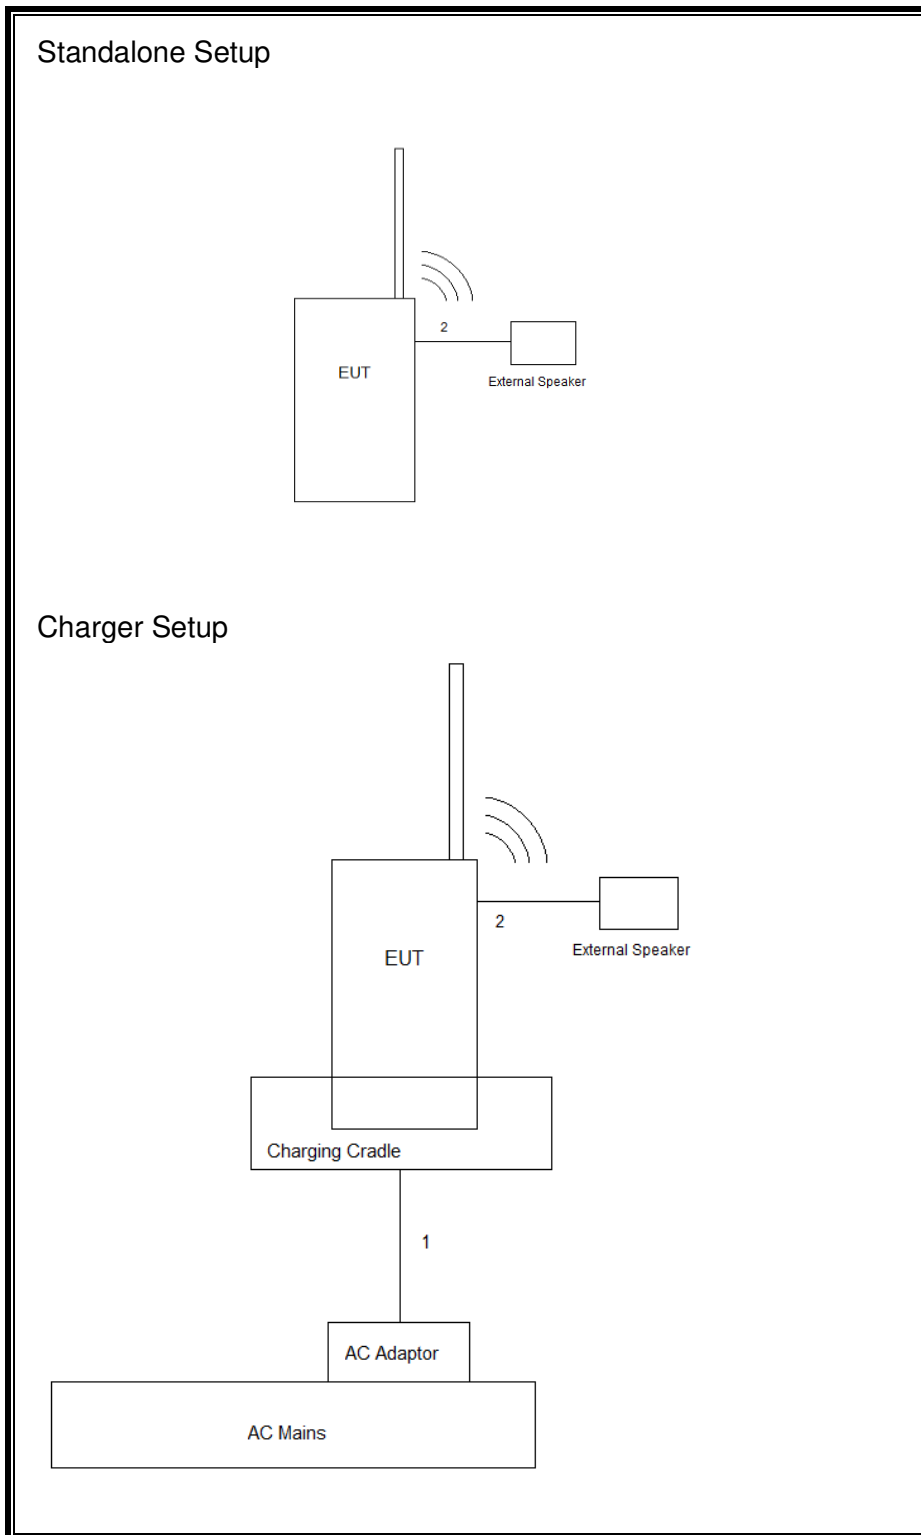 Standalone Setup
2
EUT
External Speaker
Charger Setup
2
EUT
External Speaker
Charging Cradle
1
AC Adaptor
AC Mains